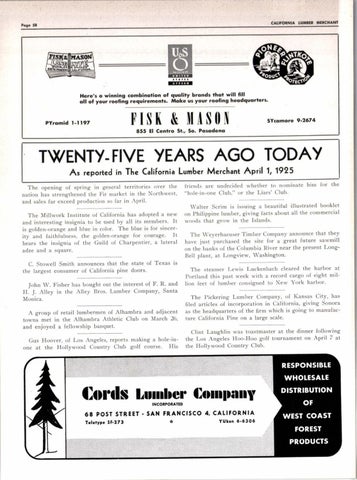 Page 58
CALIFORNIA LUMBER MERCHANT
FISK & MASON
U S G
PIONEER FLINTKOTE
PRODUCT PROTECTION
Here's a winning combination of quality brands that will fill
all of your roofing requirements. Make us your roofing headquarters.
PYramid 1-1197
FISK & MASON
SYcamore 9-2674
855 El Centro St., So. Pasadena
TWENTY-FIVE YEARS AGO TODAY
As reported in The California Lumber Merchant April 1, 1925
The opening of spring in general territories over the
nation has strengthened the Fir market in the Northwest,
and sales far exceed production so far in April.
The Millwork Institute of California has adopted a new
and interesting insignia to be used by all its members. It
is golden-orange and blue in color. The blue is for sincer-
ity and faithfulness, the golden-orange for courage. It
bears the insignia of the Guild of Charpentier, a lateral
adze and a square.
C. Stowell Smith announces that the state of Texas is
the largest consumer of California pine doors.
John W. Fisher has bought out the interest of F. R. and
H. J. Alley in the Alley Bros. Lumber Company, Santa
Monica.
A group of retail lumbermen of Alhambra and adjacent
towns met in the Alhambra Athletic Club on March 26,
and enjoyed a fellowship banquet.
Gus Hoover, of Los Angeles, reports making a hole-in-
one at the Hollywood Country Club golf course. His
friends are undecided whether to nominate him for the
"hole-in-one Club," or the Liars' Club.
Walter Scrim is issuing a beautiful illustrated booklet
on Philippine lumber, giving facts about all the commercial
woods that grow in the Islands.
The Weyerhaeuser Timber Company announce that they
have just purchased the site for a great future sawmill
on the banks of the Columbia River near the present Long-
Bell plant, at Longview, Washington.
The steamer Lewis Luckenbach cleared the harbor at
Portland this past week with a record cargo of eight mil-
lion feet of lumber consigned to New York harbor.
The Pickering Lumber Company, of Kansas City, has
filed articles of incorporation in California, giving Sonora
as the headquarters of the firm which is going to manufac-
ture California Pine on a large scale.
Clint Laughlin was toastmaster at the dinner following
the Los Angeles Hoo-Hoo golf tournament on April 7 at
the Hollywood Country Club.
Cords Lumber Company
INCORPORATED
68 POST STREET • SAN FRANCISCO 4, CALIFORNIA
Teletype SF-273
YUkon 6-6306
RESPONSIBLE
WHOLESALE
DISTRIBUTION
OF
WEST COAST
FOREST
PRODUCTS